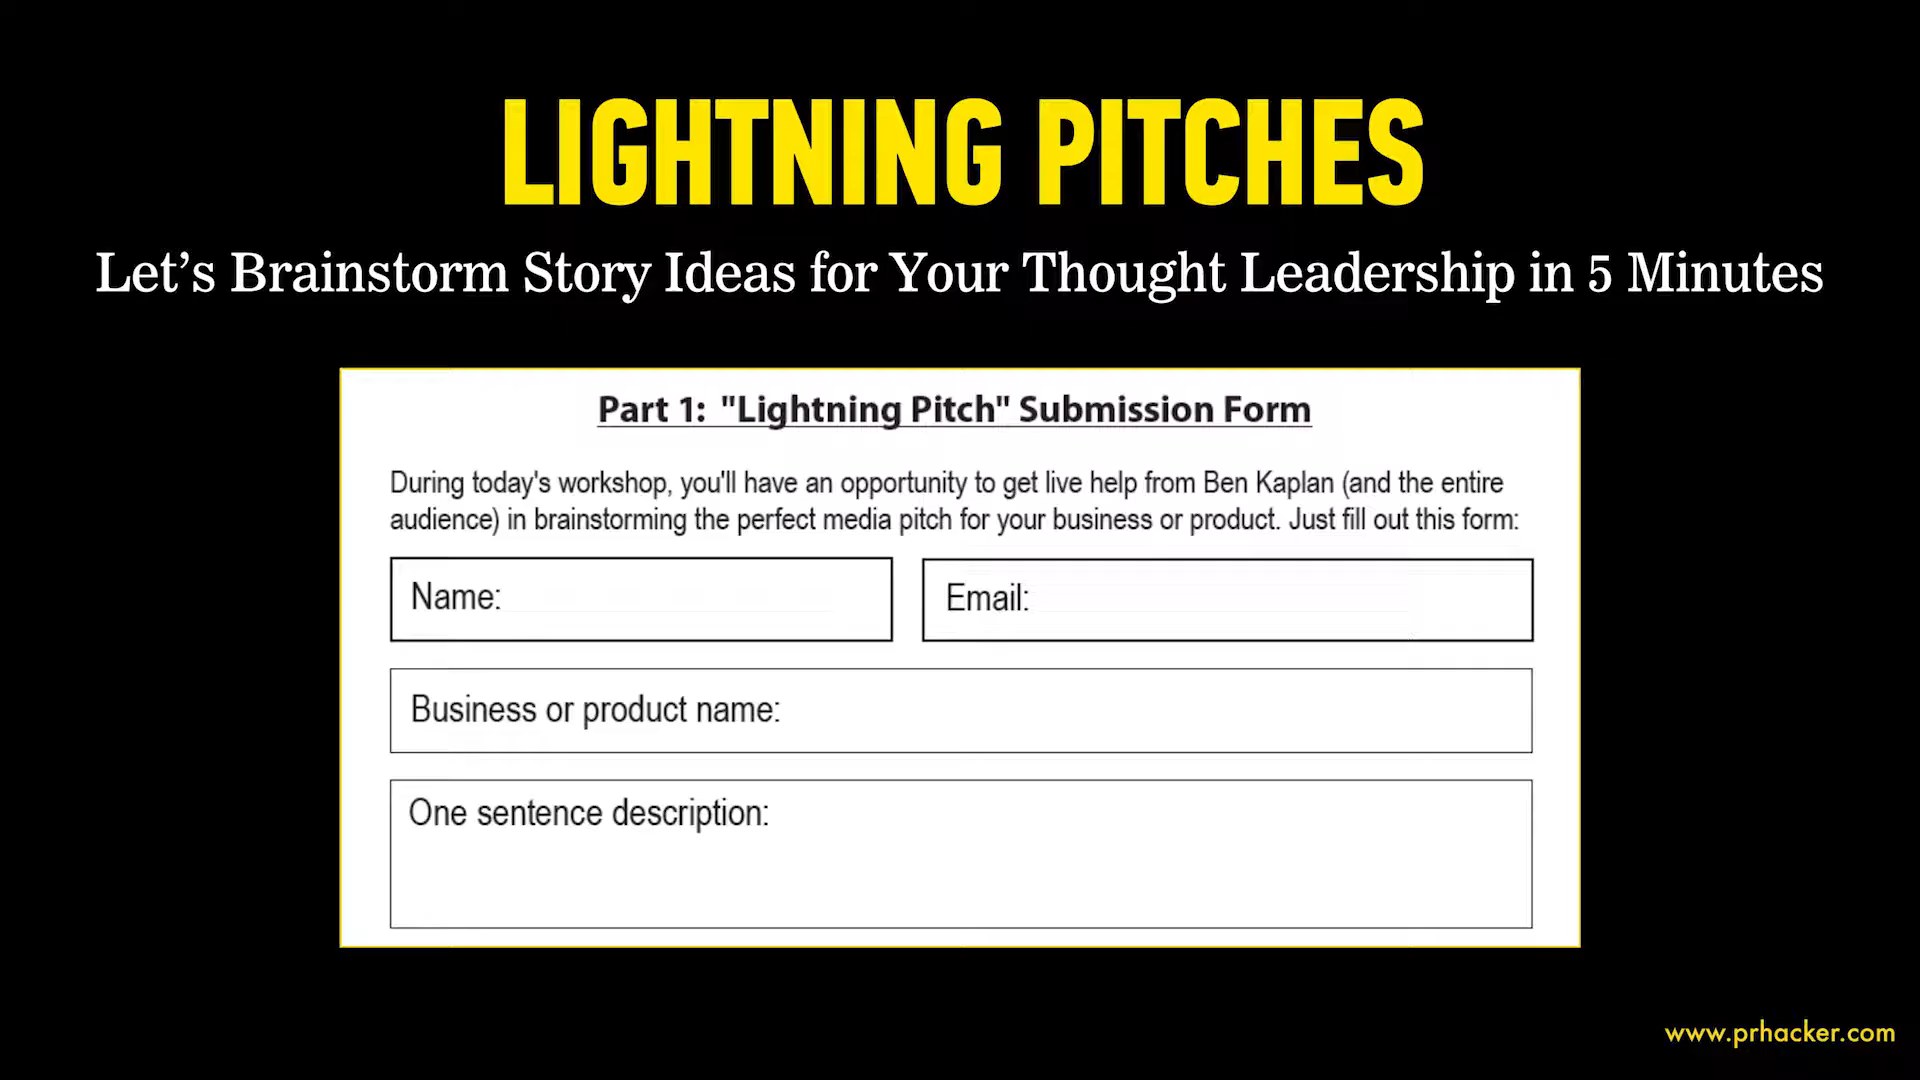 LIGHTNING PITCHES
Let’s Brainstorm Story Ideas for Your Thought Leadership in 5 Minutes
Part 1: "Lightning Pitch" Submission Form
During today's workshop, you'll have an opportunity to get live help from Ben Kaplan (and the entire
audience) in brainstorming the perfect media pitch for your business or product. Just fill out this form:
Name:
Email:
Business or product name:
One sentence description:
www.prhacker.com